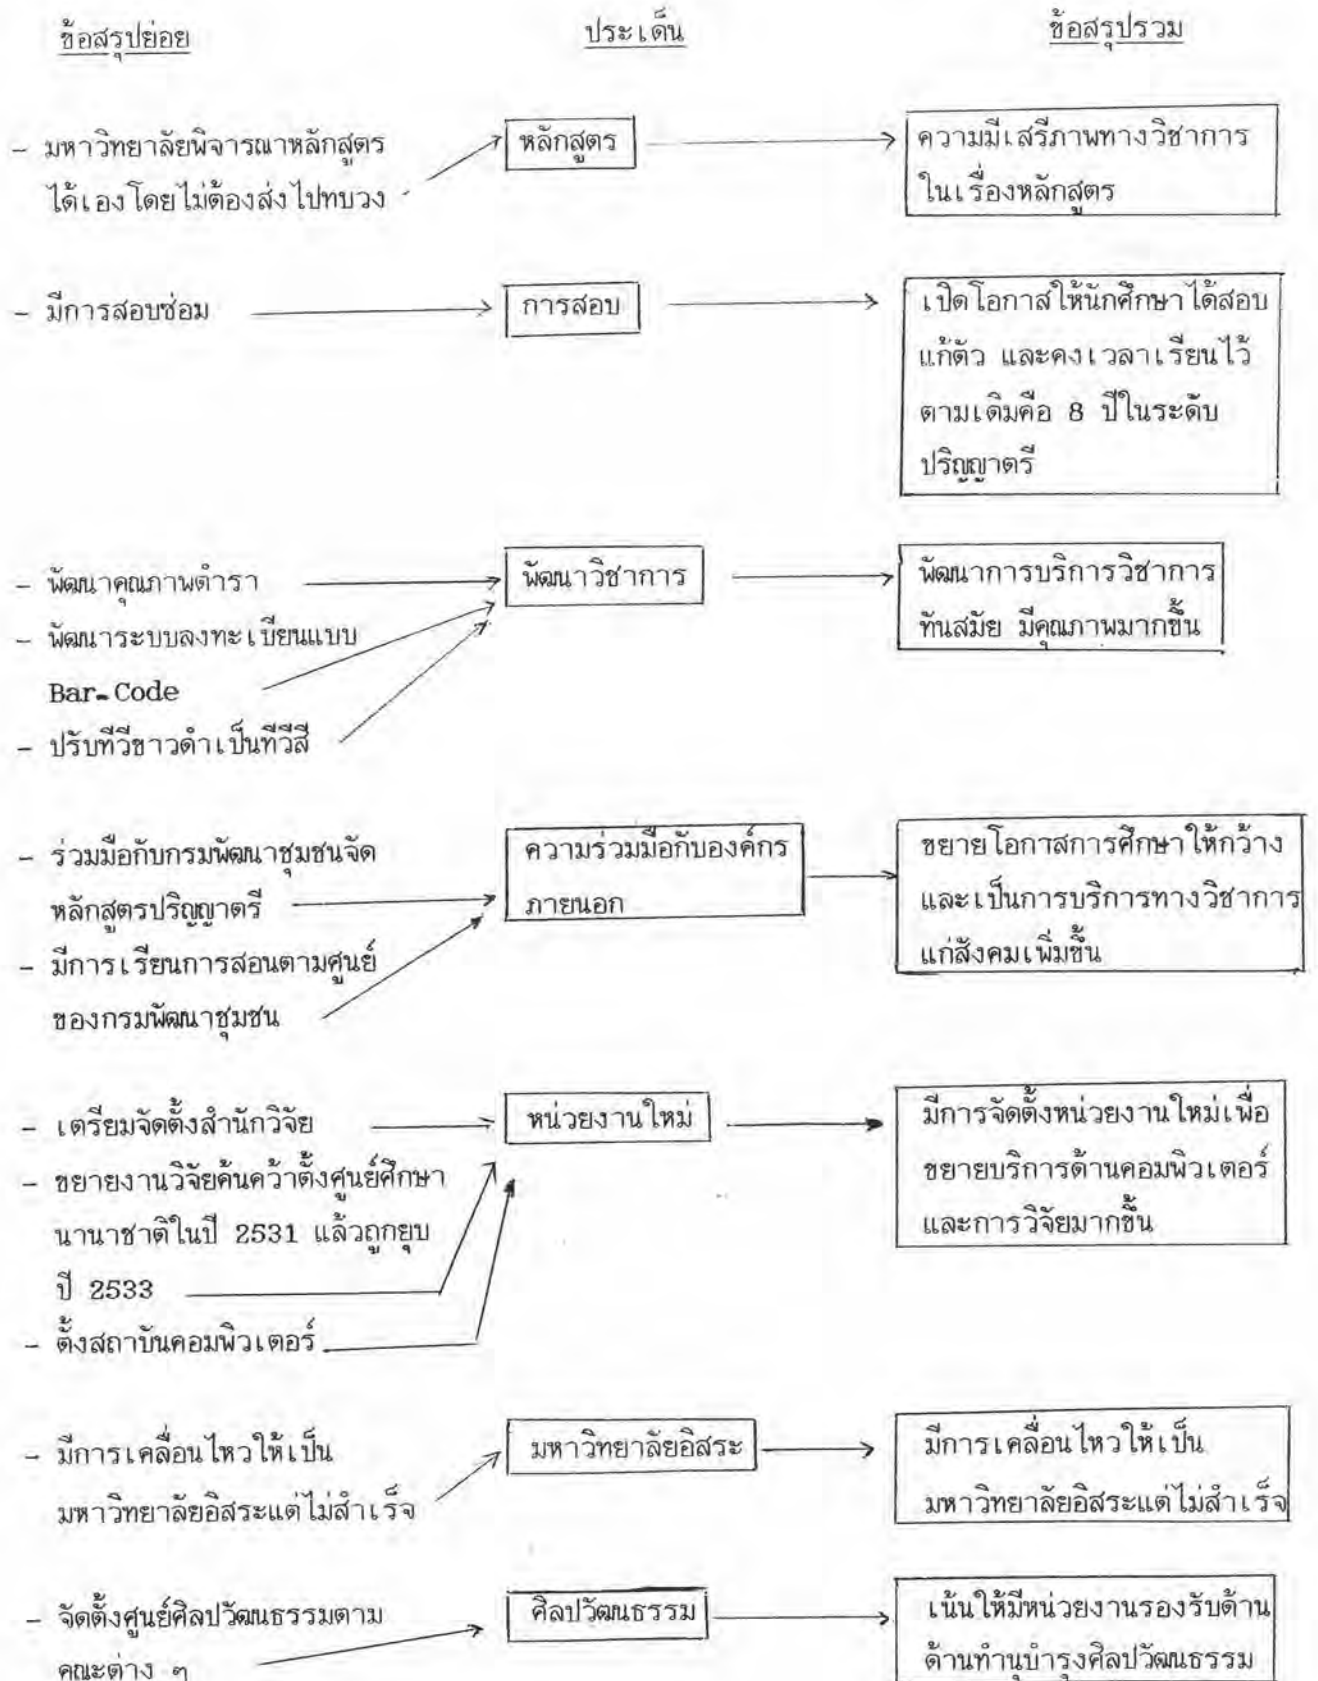 ข้อสรุปย่อย
ประเด็น
ข้อสรุปรวม
- มหาวิทยาลัยพิจารณาหลักสูตร
ได้เองโดยไม่ต้องส่งไปทบวง
หลักสูตร
ความมีเสรีภาพทางวิชาการ
ในเรื่องหลักสูตร
- มีการสอบซ่อม
การสอบ
เปิดโอกาสให้นักศึกษาได้สอบ
แก้ตัว และคงเวลาเรียนไว้
ตามเดิมคือ 8 ปีในระดับ
ปริญญาตรี
- พัฒนาคุณภาพตำรา
- พัฒนาระบบลงทะเบียนแบบ
Bar-Code
- ปรับทีวีขาวดำเป็นทีวีสี
พัฒนาวิชาการ
พัฒนาการบริการวิชาการ
ทันสมัย มีคุณภาพมากขึ้น
- ร่วมมือกับกรมพัฒนาชุมชนจัด
หลักสูตรปริญญาตรี
- มีการเรียนการสอนตามศูนย์
ของกรมพัฒนาชุมชน
ความร่วมมือกับองค์กร
ภายนอก
ขยายโอกาสการศึกษาให้กว้าง
และเป็นการบริการทางวิชาการ
แก่สังคมเพิ่มขึ้น
- เตรียมจัดตั้งสำนักวิจัย
- ขยายงานวิจัยค้นคว้าตั้งศูนย์ศึกษา
นานาชาติในปี 2531 แล้วถูกยุบ
ปี 2533
- ตั้งสถาบันคอมพิวเตอร์
หน่วยงานใหม่
มีการจัดตั้งหน่วยงานใหม่เพื่อ
ขยายบริการด้านคอมพิวเตอร์
และการวิจัยมากขึ้น
- มีการเคลื่อนไหวให้เป็น
มหาวิทยาลัยอิสระแต่ไม่สำเร็จ
มหาวิทยาลัยอิสระ
มีการเคลื่อนไหวให้เป็น
มหาวิทยาลัยอิสระแต่ไม่สำเร็จ
- จัดตั้งศูนย์ศิลปวัฒนธรรมตาม
คณะต่าง ๆ
ศิลปวัฒนธรรม
เน้นให้มีหน่วยงานรองรับด้าน
ด้านทำนุบำรุงศิลปวัฒนธรรม